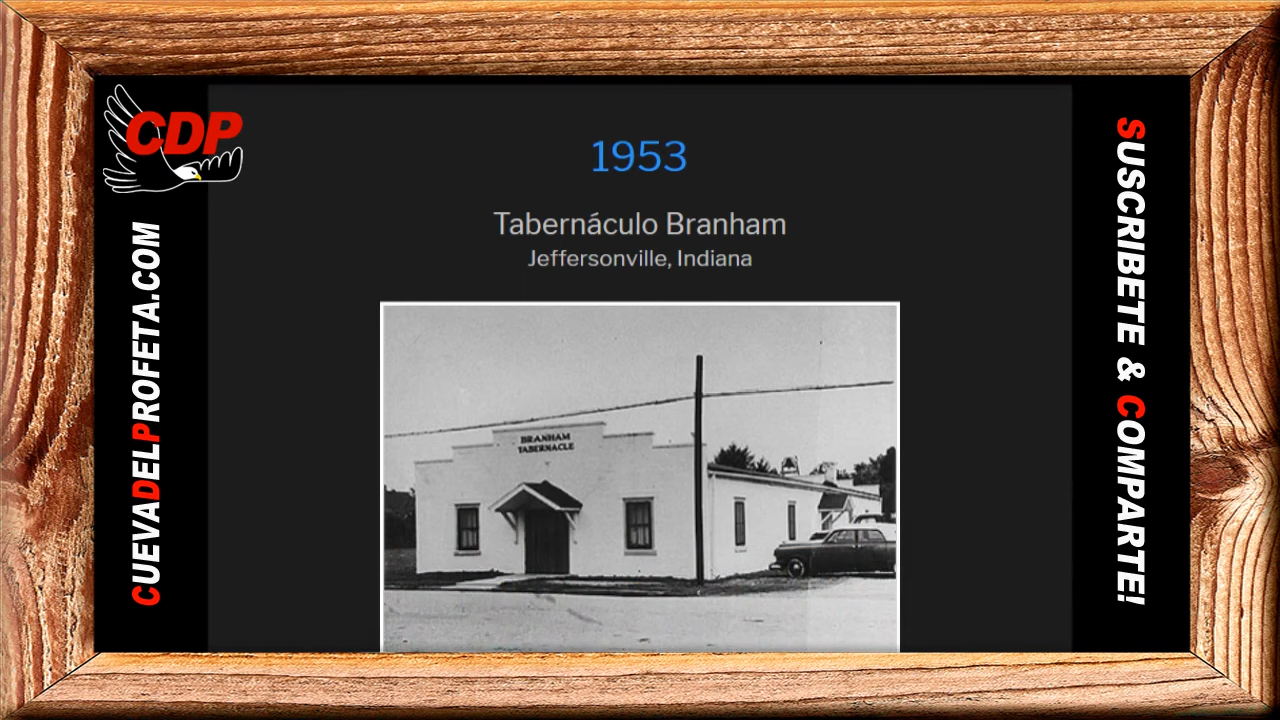 CDP
CUEVADELPROFETA.COM
1953
Tabernáculo Branham
Jeffersonville, Indiana
BRANHAM
TABERNACLE
SUSCRIBETE & COMPARTE!